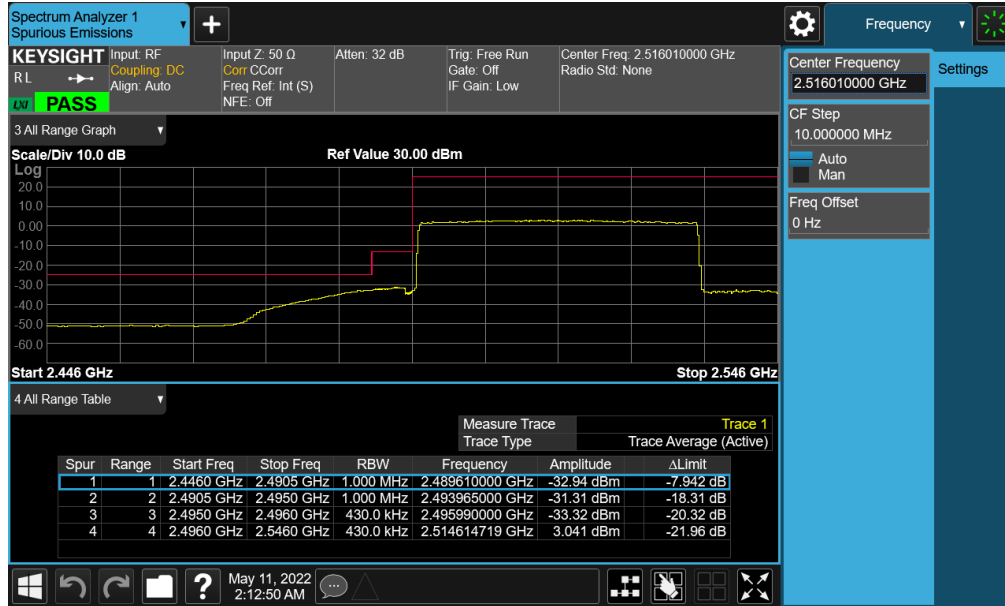 Spectrum Analyzer 1
Spurious Emissions
+
Frequency
KEYSIGHT
RL
LXI
PASS
Input: RF
Coupling: DC
Align: Auto
Input Z: 50 Ω
Corr CCorr
Freq Ref: Int (S)
NFE: Off
Atten: 32 dB
Trig: Free Run
Gate: Off
IF Gain: Low
Center Freq: 2.516010000 GHz
Radio Std: None
Center Frequency
2.516010000 GHz
Settings
CF Step
10.000000 MHz
Auto
Man
Freq Offset
0 Hz
3 All Range Graph
Scale/Div 10.0 dB Ref Value 30.00 dBm
Log
20.0
10.0
0.00
-10.0
-20.0
-30.0
-40.0
-50.0
-60.0
Start 2.446 GHz Stop 2.546 GHz
4 All Range Table
Measure Trace Trace 1
Trace Type Trace Average (Active)
Spur Range Start Freq Stop Freq RBW Frequency Amplitude ΔLimit
1 1 2.4460 GHz 2.4905 GHz 1.000 MHz 2.489610000 GHz -32.94 dBm -7.942 dB
2 2 2.4905 GHz 2.4950 GHz 1.000 MHz 2.493965000 GHz -31.31 dBm -18.31 dB
3 3 2.4950 GHz 2.4960 GHz 430.0 kHz 2.495990000 GHz -33.32 dBm -20.32 dB
4 4 2.4960 GHz 2.5460 GHz 430.0 kHz 2.514614719 GHz 3.041 dBm -21.96 dB
?
May 11, 2022
2:12:50 AM